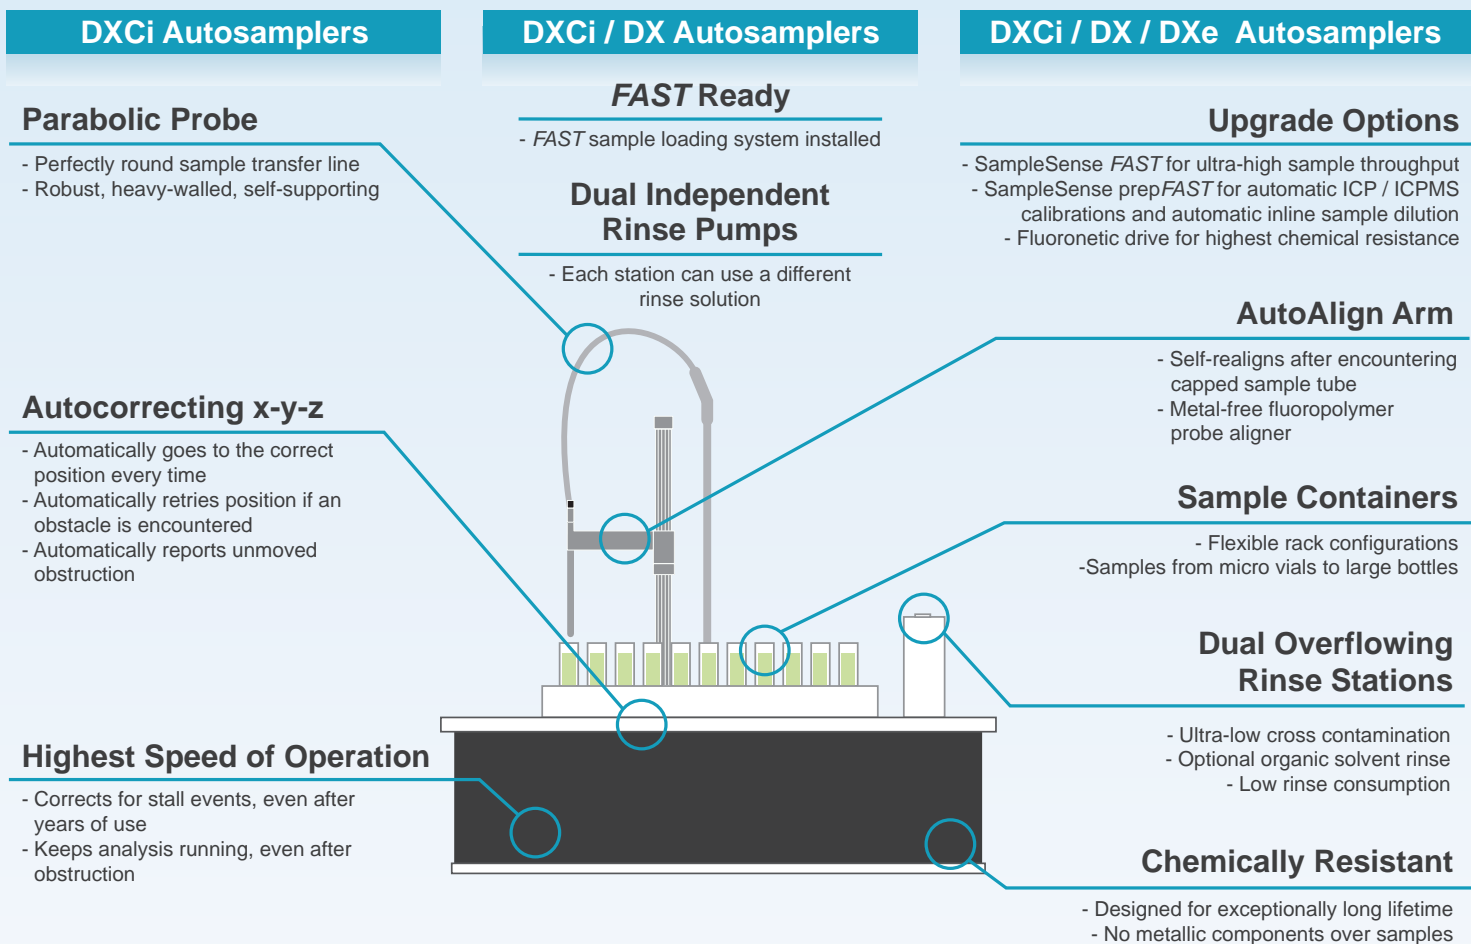 DXCi Autosamplers
Parabolic Probe
- Perfectly round sample transfer line
- Robust, heavy-walled, self-supporting
Autocorrecting x-y-z
- Automatically goes to the correct
position every time
- Automatically retries position if an
obstacle is encountered
- Automatically reports unmoved
obstruction
Highest Speed of Operation
- Corrects for stall events, even after
years of use
- Keeps analysis running, even after
obstruction
DXCi / DX Autosamplers
FAST Ready
- FAST sample loading system installed
Dual Independent
Rinse Pumps
- Each station can use a different
rinse solution
DXCi / DX / DXe Autosamplers
Upgrade Options
- SampleSense FAST for ultra-high sample throughput
- SampleSense prepFAST for automatic ICP / ICPMS
calibrations and automatic inline sample dilution
- Fluoronetic drive for highest chemical resistance
AutoAlign Arm
- Self-realigns after encountering
capped sample tube
- Metal-free fluoropolymer
probe aligner
Sample Containers
- Flexible rack configurations
-Samples from micro vials to large bottles
Dual Overflowing
Rinse Stations
- Ultra-low cross contamination
- Optional organic solvent rinse
- Low rinse consumption
Chemically Resistant
- Designed for exceptionally long lifetime
- No metallic components over samples